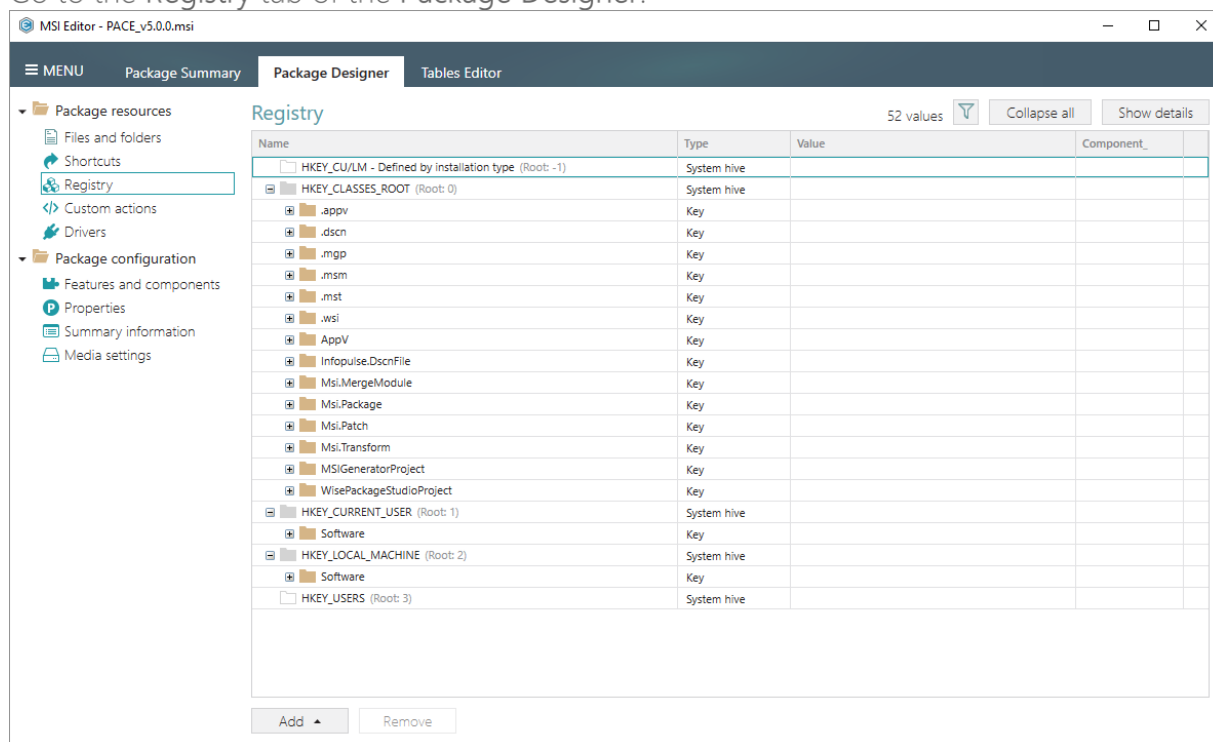 Go to the Registry tab of the Package Designer.
MSI Editor - PACE_v5.0.0.msi
MENU Package Summary Package Designer Tables Editor
Package resources
Files and folders
Shortcuts
Registry
Custom actions
Drivers
Package configuration
Features and components
Properties
Summary information
Media settings
Registry 52 values Collapse all Show details
Name Type Value Component_
HKEY_CU/LM - Defined by installation type (Root: -1) System hive
HKEY_CLASSES_ROOT (Root: 0) System hive
.appv Key
.dscn Key
.mgp Key
.msm Key
.mst Key
.wsi Key
AppV Key
Infopulse.DscnFile Key
Msi.MergeModule Key
Msi.Package Key
Msi.Patch Key
Msi.Transform Key
MSIGeneratorProject Key
WisePackageStudioProject Key
HKEY_CURRENT_USER (Root: 1) System hive
Software Key
HKEY_LOCAL_MACHINE (Root: 2) System hive
Software Key
HKEY_USERS (Root: 3) System hive
Add Remove